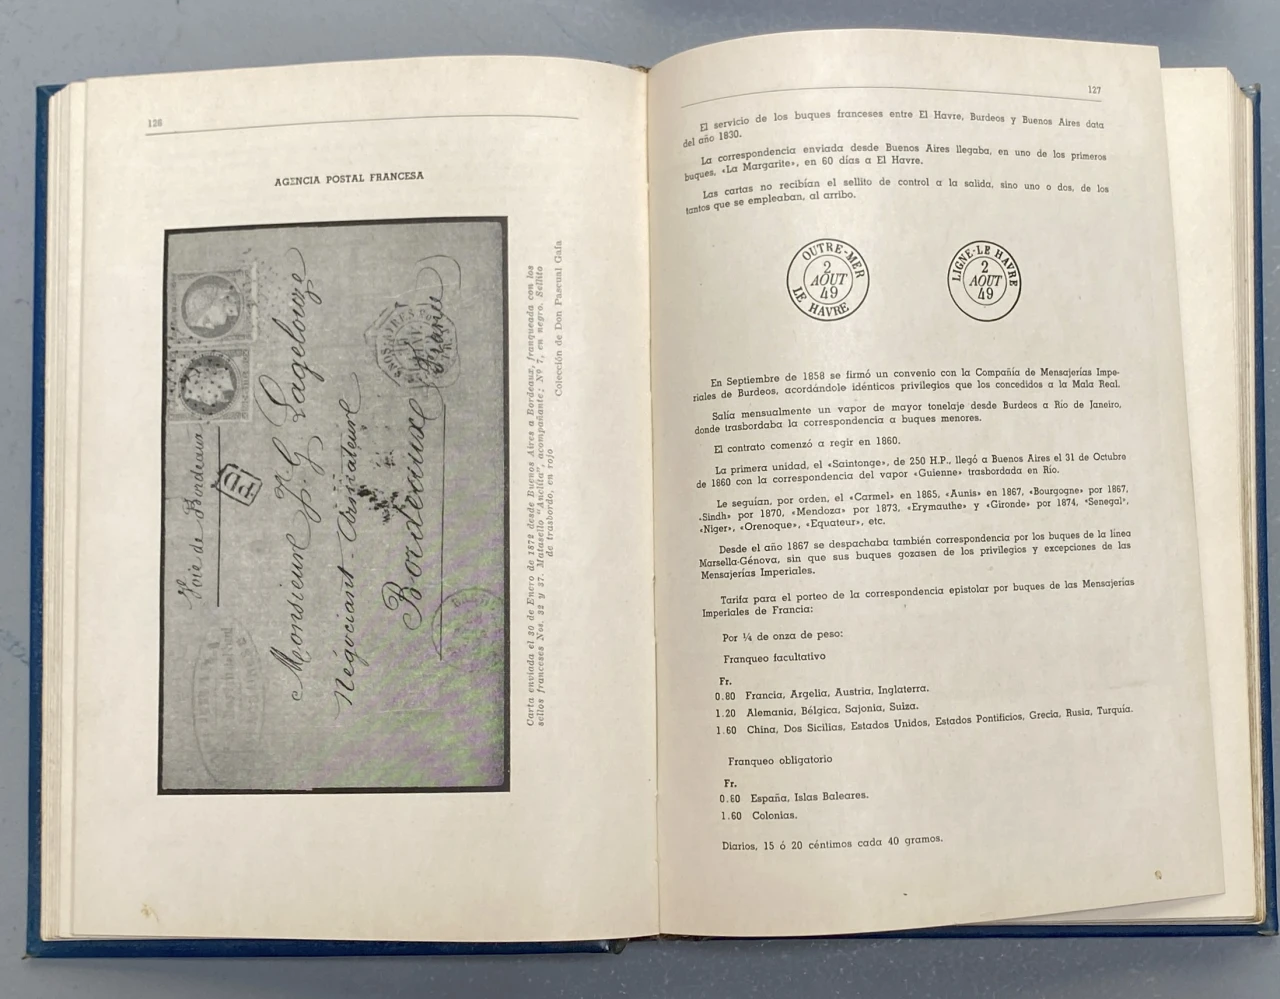 126
AGENCIA POSTAL FRANCESA
Voie de Bordeaux
PD
Monsieur P. G. Lagelouze
Négociant-Armateur
Bordeaux
France
BUENOS-AIRES
Carta enviada el 30 de Enero de 1872 desde Buenos Aires a Bordeaux, franqueada con los
sellos franceses Nos. 32 y 37. Matasello "Anclita", acompañante: Nº 7, en negro. Sellito
de trasbordo, en rojo
Colección de Don Pascual Gafa
127
El servicio de los buques franceses entre El Havre, Burdeos y Buenos Aires data
del año 1830.
La correspondencia enviada desde Buenos Aires llegaba, en uno de los primeros
buques, «La Margarite», en 60 días a El Havre.
Las cartas no recibían el sellito de control a la salida, sino uno o dos, de los
tantos que se empleaban, al arribo.
OUTRE-MER
2
AOUT
49
LE HAVRE
LIGNE-LE HAVRE
2
AOUT
49
En Septiembre de 1858 se firmó un convenio con la Compañía de Mensajerías Impe-
riales de Burdeos, acordándole idénticos privilegios que los concedidos a la Mala Real.
Salía mensualmente un vapor de mayor tonelaje desde Burdeos a Río de Janeiro,
donde trasbordaba la correspondencia a buques menores.
El contrato comenzó a regir en 1860.
La primera unidad, el «Saintonge», de 250 H.P., llegó a Buenos Aires el 31 de Octubre
de 1860 con la correspondencia del vapor «Guienne» trasbordada en Río.
Le seguían, por orden, el «Carmel» en 1865, «Aunis» en 1867, «Bourgogne» por 1867,
«Sindh» por 1870, «Mendoza» por 1873, «Erymauthe» y «Gironde» por 1874, «Senegal»,
«Niger», «Orenoque», «Equateur», etc.
Desde el año 1867 se despachaba también correspondencia por los buques de la línea
Marsella-Génova, sin que sus buques gozasen de los privilegios y excepciones de las
Mensajerías Imperiales.
Tarifa para el porteo de la correspondencia epistolar por buques de las Mensajerías
Imperiales de Francia:
Por ¼ de onza de peso:
Franqueo facultativo
Fr.
0.80 Francia, Argelia, Austria, Inglaterra.
1.20 Alemania, Bélgica, Sajonia, Suiza.
1.60 China, Dos Sicilias, Estados Unidos, Estados Pontificios, Grecia, Rusia, Turquía.
Franqueo obligatorio
Fr.
0.60 España, Islas Baleares.
1.60 Colonias.
Diarios, 15 ó 20 céntimos cada 40 gramos.